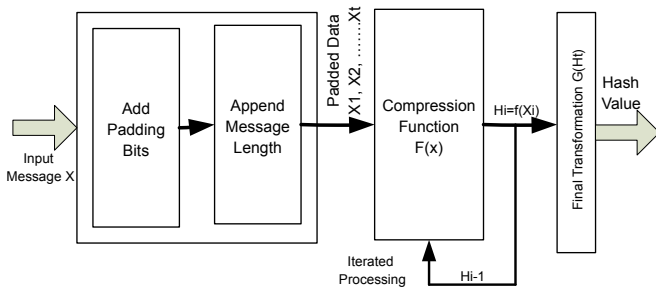 Input
Message X
Add
Padding
Bits
Append
Message
Length
Padded Data
X1, X2, .......Xt
Compression
Function
F(x)
Hi=f(Xi)
Iterated
Processing
Hi-1
Final Transformation G(Ht)
Hash
Value